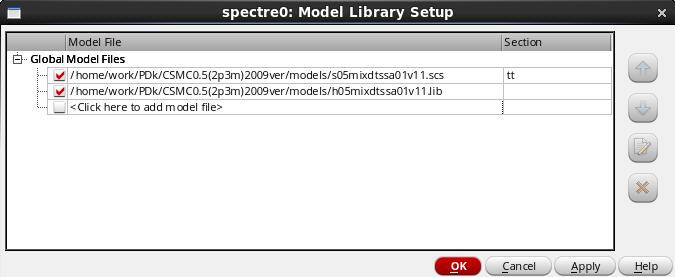 spectre0: Model Library Setup
Model File Section
Global Model Files
/home/work/PDk/CSMC0.5(2p3m)2009ver/models/s05mixdtssa01v11.scs tt
/home/work/PDk/CSMC0.5(2p3m)2009ver/models/h05mixdtssa01v11.lib
<Click here to add model file>
OK Cancel Apply Help